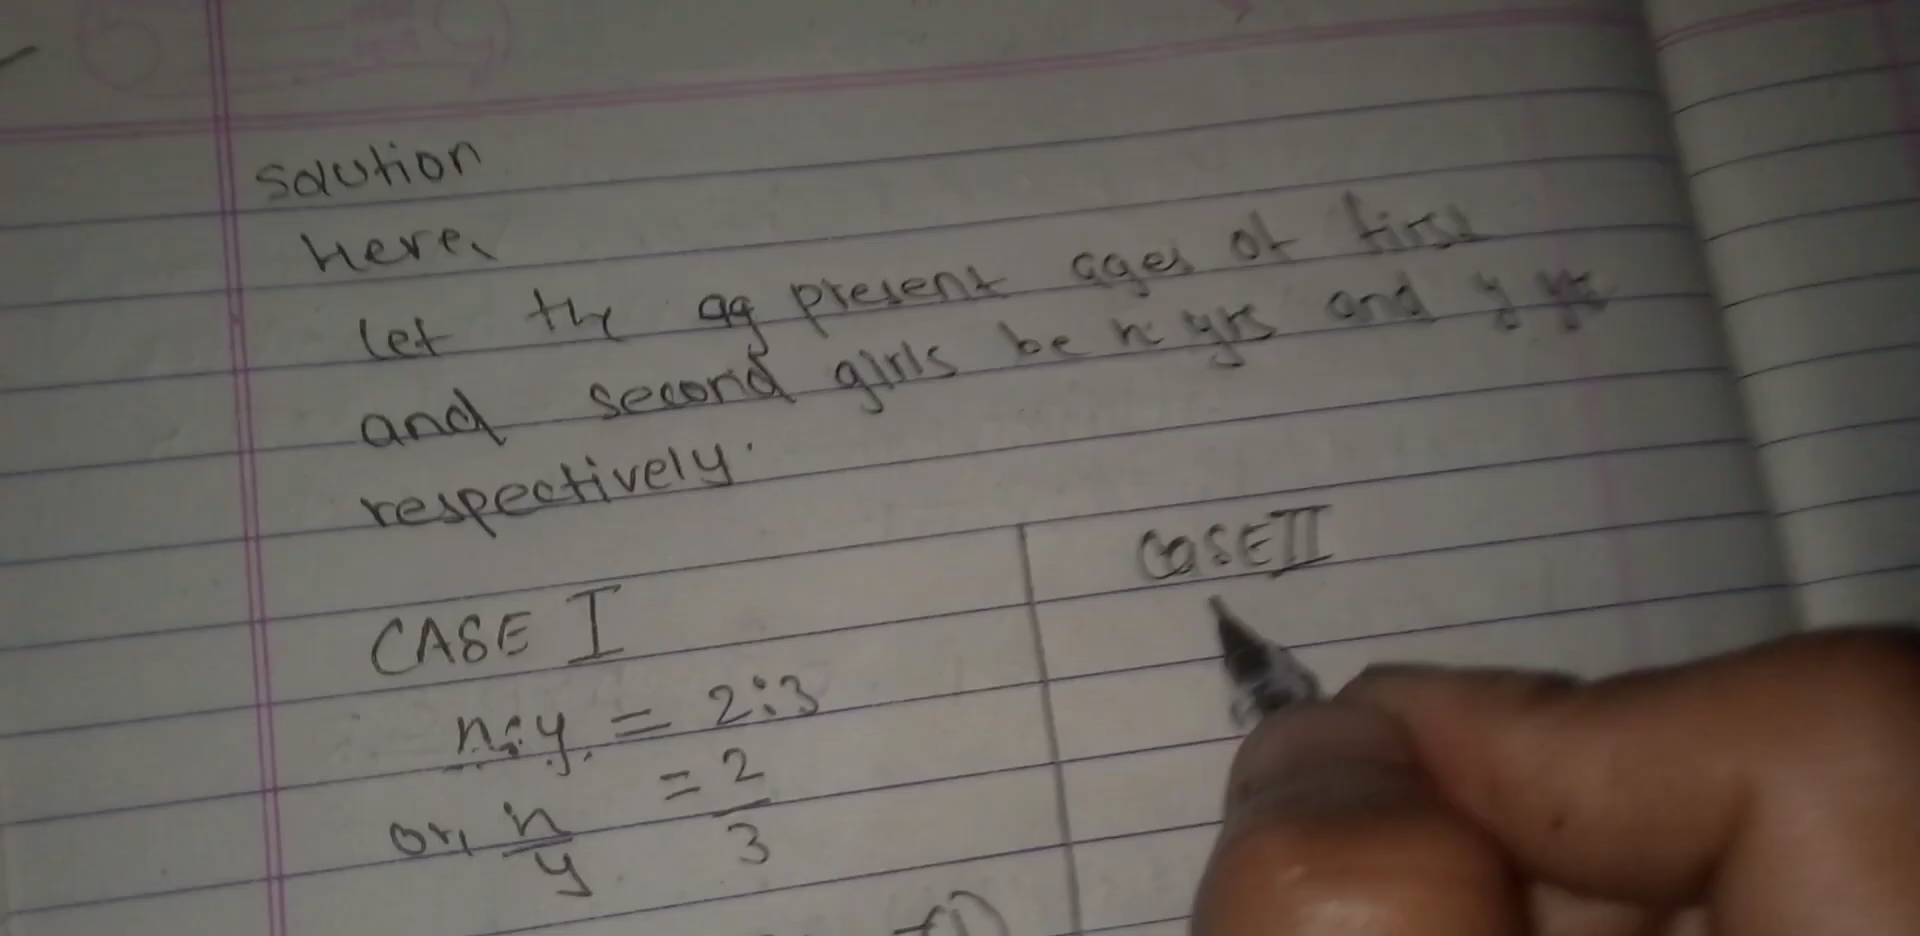 solution
here,
Let the ag present ages of first
and second girls be x yrs and y yrs
respectively.
CASE I
x:y = 2:3
or, x/y = 2/3
(i)
CASE II